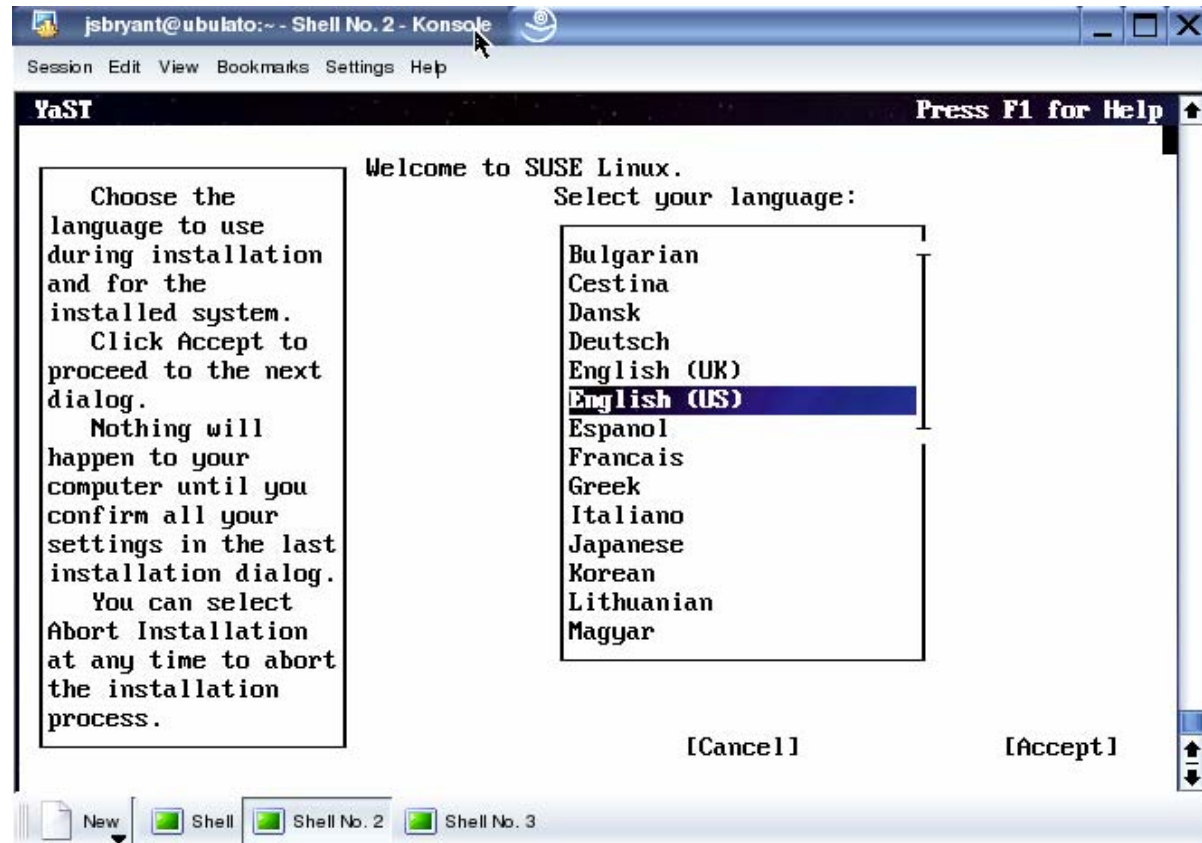 jsbryant@ubulato:~ - Shell No. 2 - Konsole
Session Edit View Bookmarks Settings Help
YaST Press F1 for Help
Choose the
language to use
during installation
and for the
installed system.
Click Accept to
proceed to the next
dialog.
Nothing will
happen to your
computer until you
confirm all your
settings in the last
installation dialog.
You can select
Abort Installation
at any time to abort
the installation
process.
Welcome to SUSE Linux.
Select your language:
Bulgarian
Cestina
Dansk
Deutsch
English (UK)
English (US)
Espanol
Francais
Greek
Italiano
Japanese
Korean
Lithuanian
Magyar
[Cancel] [Accept]
New Shell Shell No. 2 Shell No. 3